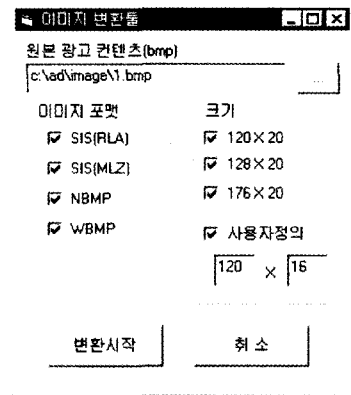 이미지 변환툴
원본 광고 컨텐츠(bmp)
c:\ad\image\1.bmp
...
이미지 포맷
크기
SIS(RLA)
120×20
SIS(MLZ)
128×20
NBMP
176×20
WBMP
사용자정의
120 × 16
변환시작
취소